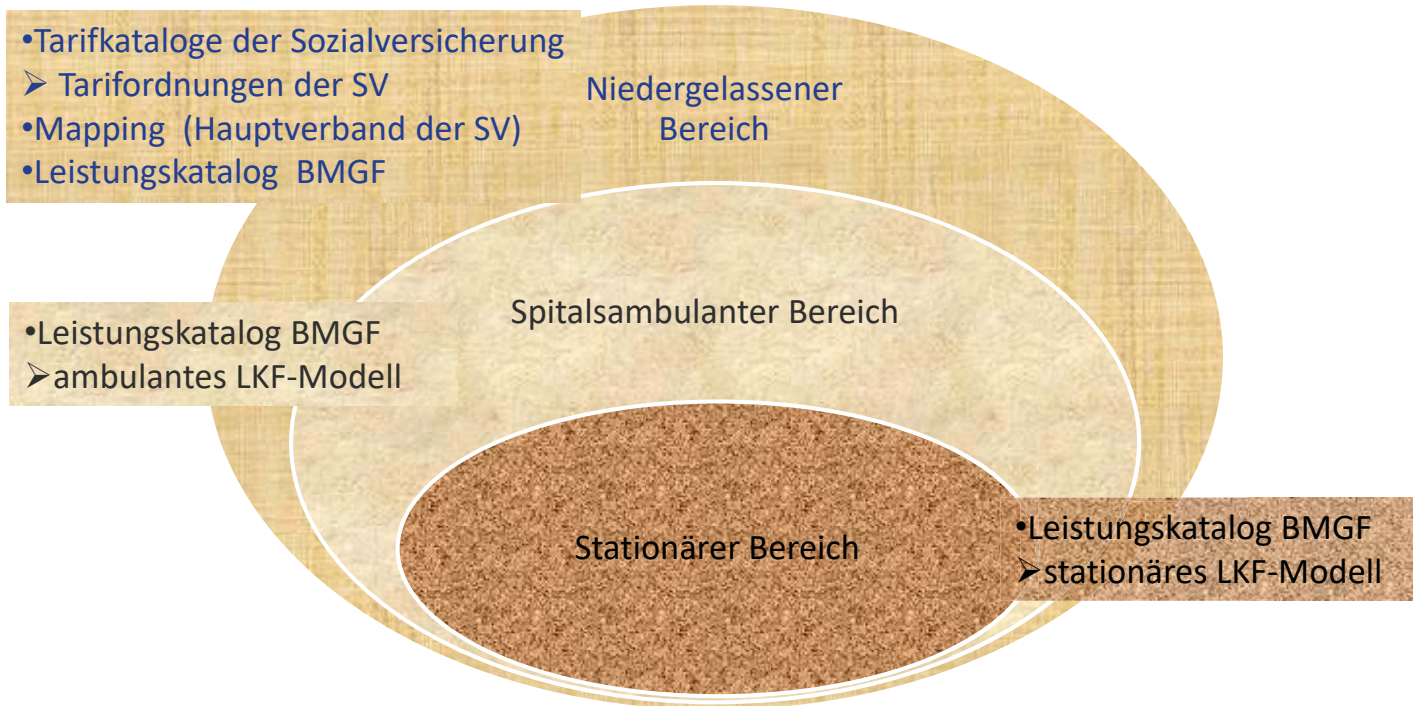 •Tarifkataloge der Sozialversicherung
➢ Tarifordnungen der SV
•Mapping (Hauptverband der SV)
•Leistungskatalog BMGF
Niedergelassener
Bereich
Spitalsambulanter Bereich
•Leistungskatalog BMGF
➢ambulantes LKF-Modell
Stationärer Bereich
•Leistungskatalog BMGF
➢stationäres LKF-Modell